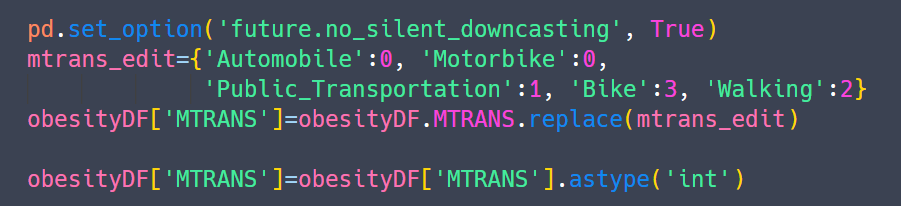 pd.set_option('future.no_silent_downcasting', True)
mtrans_edit={'Automobile':0, 'Motorbike':0,
             'Public_Transportation':1, 'Bike':3, 'Walking':2}
obesityDF['MTRANS']=obesityDF.MTRANS.replace(mtrans_edit)
obesityDF['MTRANS']=obesityDF['MTRANS'].astype('int')